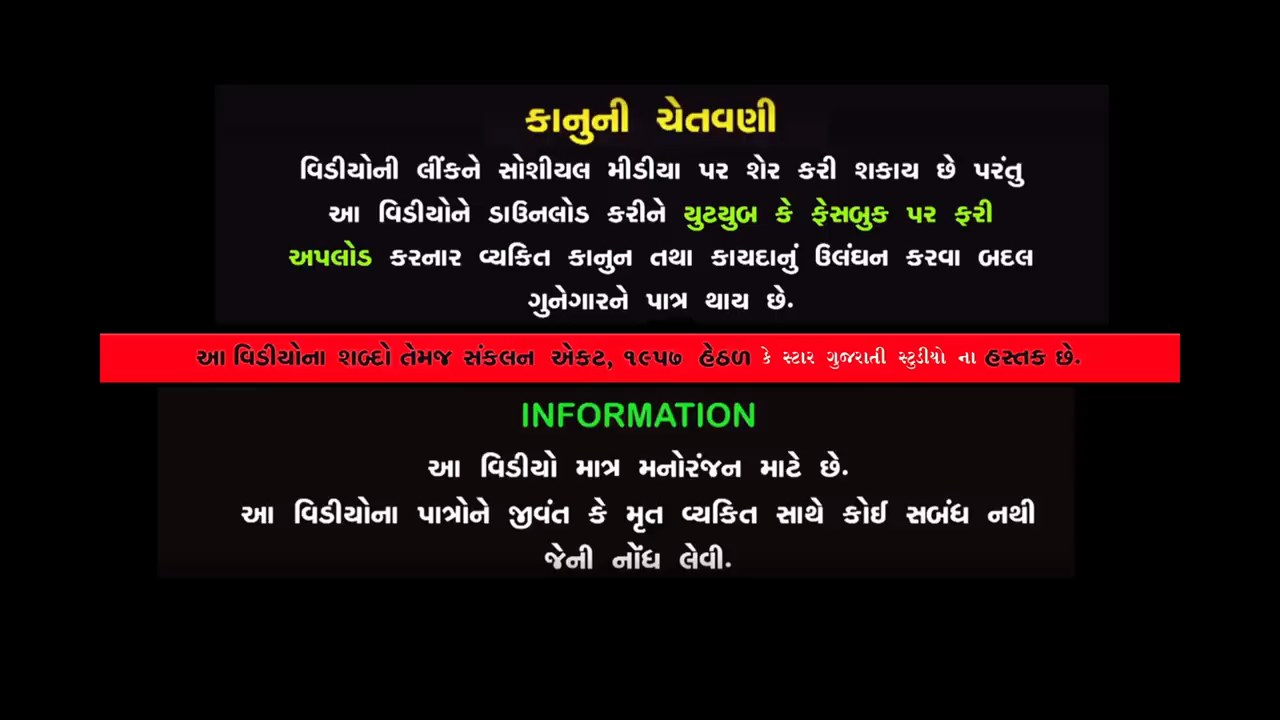 કાનુની ચેતવણી
વિડીયોની લીંકને સોશીયલ મીડીયા પર શેર કરી શકાય છે પરંતુ
આ વિડીયોને ડાઉનલોડ કરીને યુટયુબ કે ફેસબુક પર ફરી
અપલોડ કરનાર વ્યકિત કાનુન તથા કાયદાનું ઉલંઘન કરવા બદલ
ગુનેગારને પાત્ર થાય છે.
આ વિડીયોના શબ્દો તેમજ સંકલન એકટ, ૧૯૫૭ હેઠળ કે સ્ટાર ગુજરાતી સ્ટુડીયો ના હસ્તક છે.
INFORMATION
આ વિડીયો માત્ર મનોરંજન માટે છે.
આ વિડીયોના પાત્રોને જીવંત કે મૃત વ્યકિત સાથે કોઈ સબંધ નથી
જેની નોંધ લેવી.